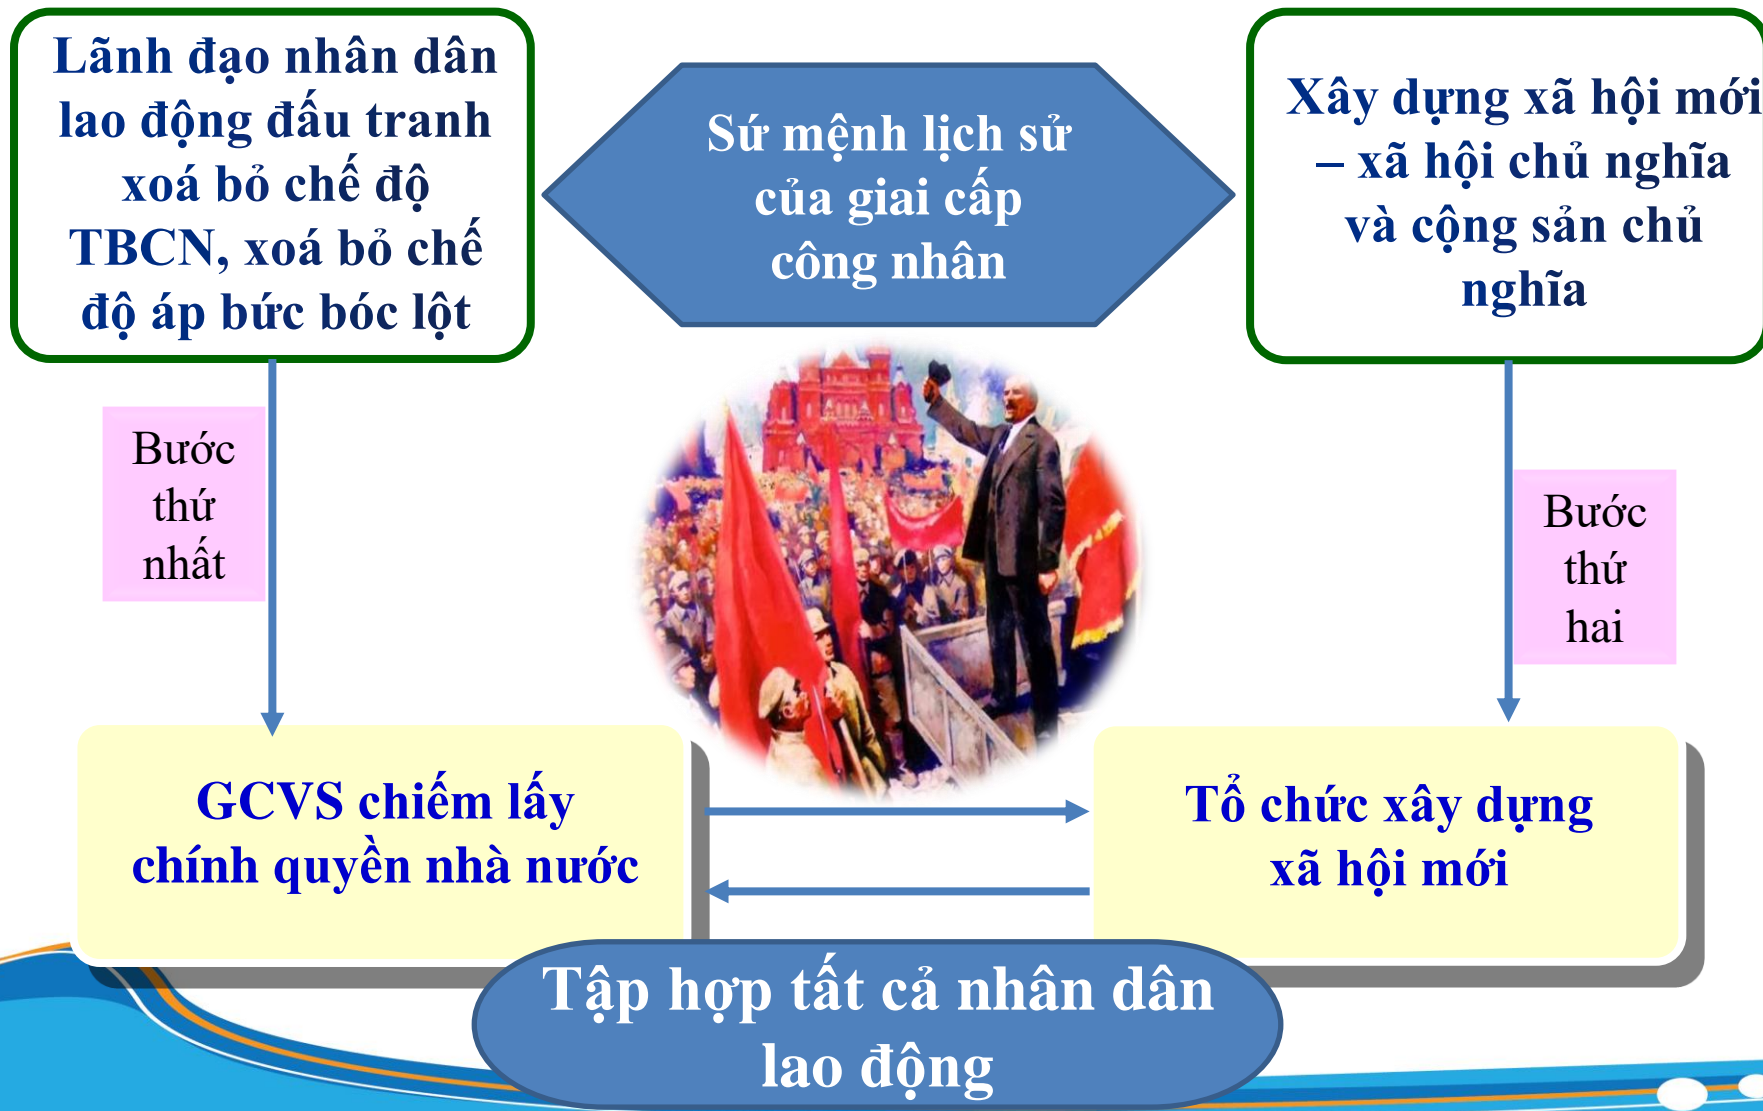 Lãnh đạo nhân dân
lao động đấu tranh
xoá bỏ chế độ
TBCN, xoá bỏ chế
độ áp bức bóc lột
Sứ mệnh lịch sử
của giai cấp
công nhân
Xây dựng xã hội mới
– xã hội chủ nghĩa
và cộng sản chủ
nghĩa
Bước
thứ
nhất
Bước
thứ
hai
GCVS chiếm lấy
chính quyền nhà nước
Tổ chức xây dựng
xã hội mới
Tập hợp tất cả nhân dân
lao động